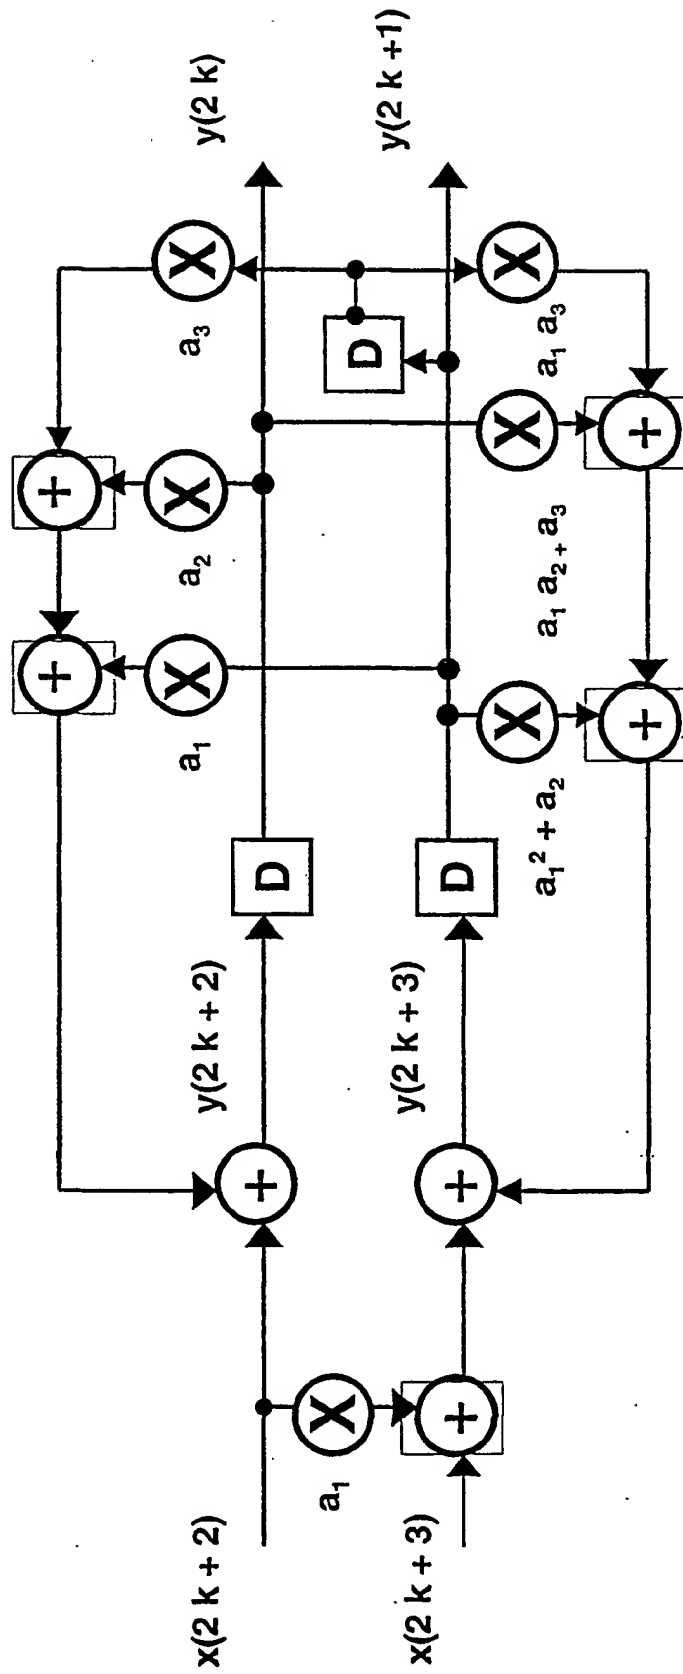 y(2 k)
y(2 k +1)
X
a₃
X
a₁ a₃
D
+
X
a₂
X
a₁ a₂₊ a₃
+
+
X
a₁
X
a₁² + a₂
+
D
D
y(2 k + 2)
y(2 k + 3)
+
+
X
a₁
+
x(2 k + 2)
x(2 k + 3)